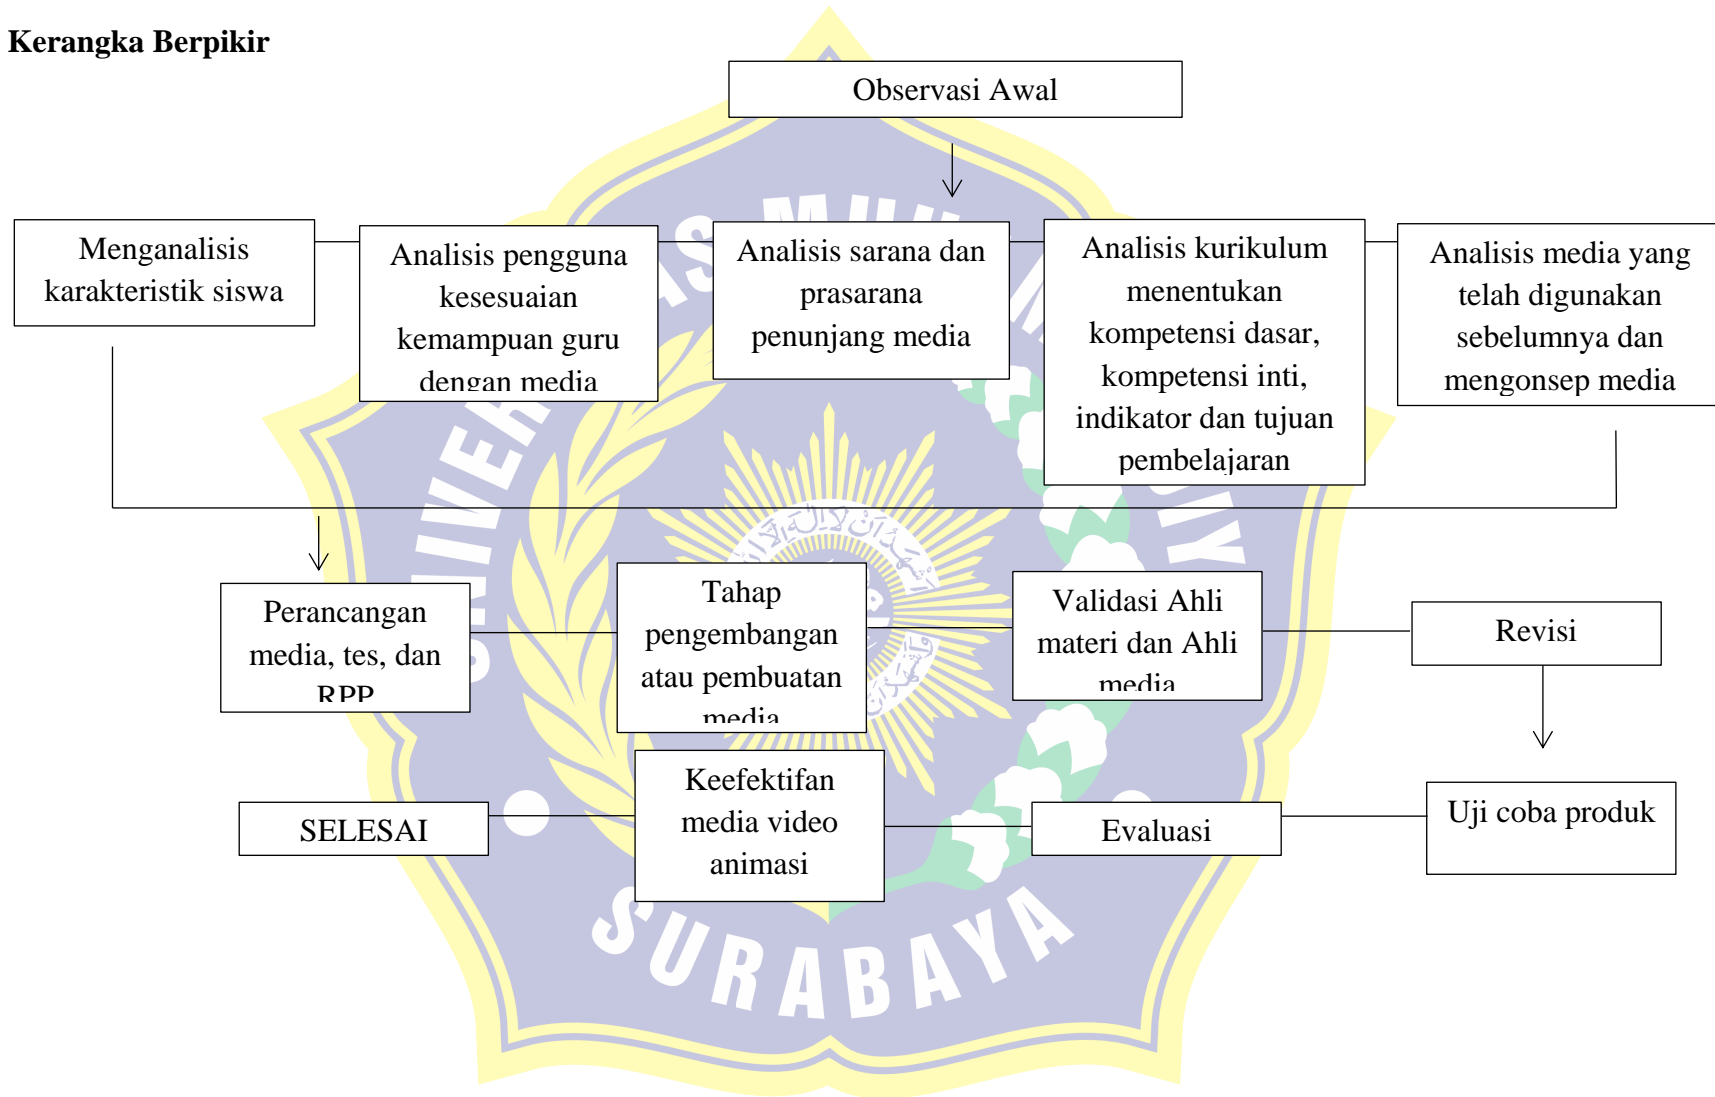 Kerangka Berpikir
Observasi Awal
Menganalisis
karakteristik siswa
Analisis pengguna
kesesuaian
kemampuan guru
dengan media
Analisis sarana dan
prasarana
penunjang media
Analisis kurikulum
menentukan
kompetensi dasar,
kompetensi inti,
indikator dan tujuan
pembelajaran
Analisis media yang
telah digunakan
sebelumnya dan
mengonsep media
Perancangan
media, tes, dan
RPP
Tahap
pengembangan
atau pembuatan
media
Validasi Ahli
materi dan Ahli
media
Revisi
SELESAI
Keefektifan
media video
animasi
Evaluasi
Uji coba produk
SURABAYA